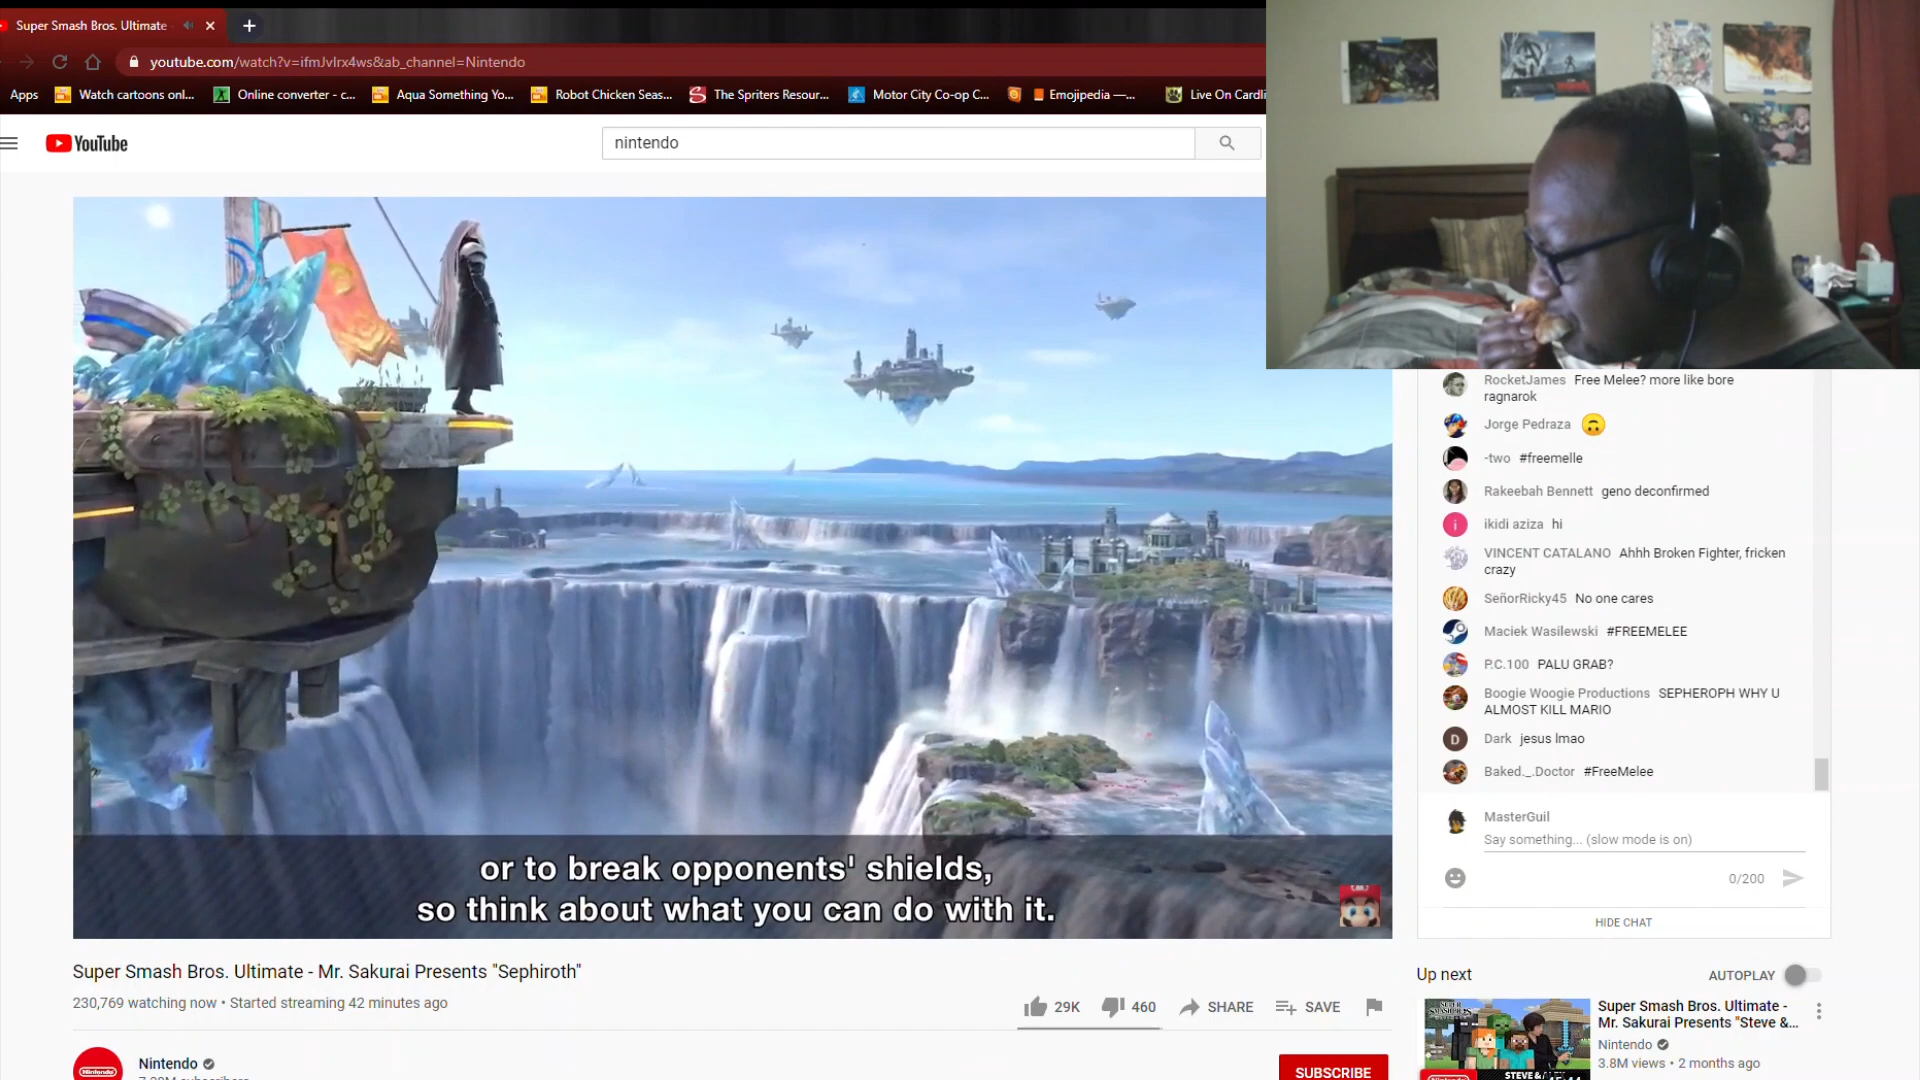 Super Smash Bros. Ultimate
youtube.com/watch?v=ifmJvlrx4ws&ab_channel=Nintendo
Apps Watch cartoons onl... Online converter - c... Aqua Something Yo... Robot Chicken Seas... The Spriters Resour... Motor City Co-op C... Emojipedia —... Live On Cardli
YouTube
nintendo
RocketJames Free Melee? more like bore
ragnarok
Jorge Pedraza 🙃
-two #freemelle
Rakeebah Bennett geno deconfirmed
i ikidi aziza hi
VINCENT CATALANO Ahhh Broken Fighter, fricken
crazy
SeñorRicky45 No one cares
Maciek Wasilewski #FREEMELEE
P.C.100 PALU GRAB?
Boogie Woogie Productions SEPHEROPH WHY U
ALMOST KILL MARIO
D Dark jesus lmao
Baked._.Doctor #FreeMelee
MasterGuil
Say something... (slow mode is on)
0/200
HIDE CHAT
or to break opponents' shields,
so think about what you can do with it.
Super Smash Bros. Ultimate - Mr. Sakurai Presents "Sephiroth"
230,769 watching now • Started streaming 42 minutes ago
29K 460 SHARE SAVE
Nintendo
SUBSCRIBE
Up next AUTOPLAY
Super Smash Bros. Ultimate -
Mr. Sakurai Presents "Steve &...
Nintendo
3.8M views • 2 months ago